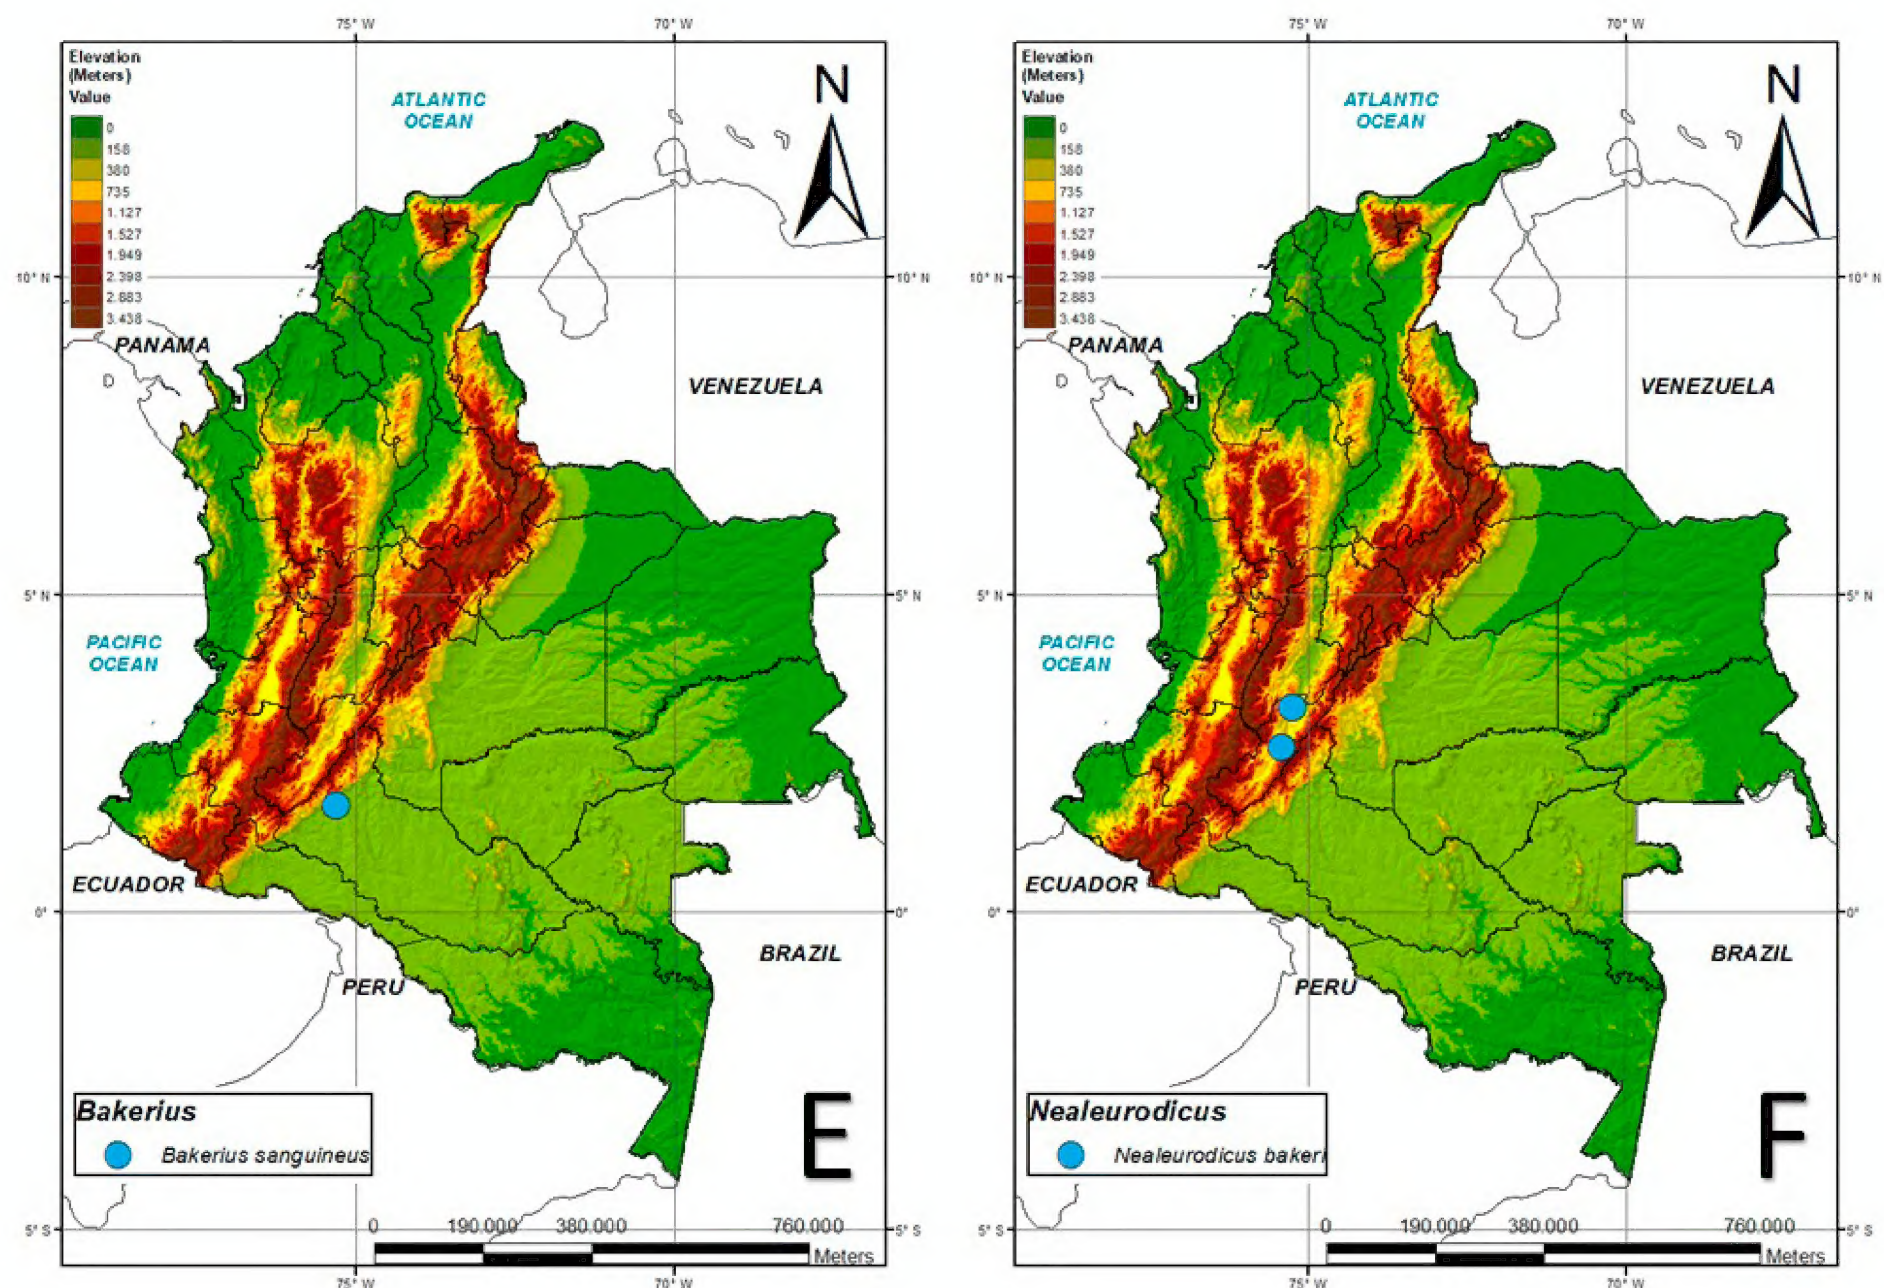 75° W
70° W
Elevation
(Meters)
Value
0
158
380
735
1.127
1.527
1.949
2.398
2.883
3.438
ATLANTIC
OCEAN
N
10° N
10° N
PANAMA
VENEZUELA
5° N
5° N
PACIFIC
OCEAN
ECUADOR
0°
0°
BRAZIL
PERU
Bakerius
Bakerius sanguineus
E
5° S
5° S
0
190.000
380.000
760.000
Meters
75° W
70° W
75° W
70° W
Elevation
(Meters)
Value
0
158
380
735
1.127
1.527
1.949
2.398
2.883
3.438
ATLANTIC
OCEAN
N
10° N
10° N
PANAMA
VENEZUELA
5° N
5° N
PACIFIC
OCEAN
ECUADOR
0°
0°
BRAZIL
PERU
Nealeurodicus
Nealeurodicus bakeri
F
5° S
5° S
0
190.000
380.000
760.000
Meters
75° W
70° W